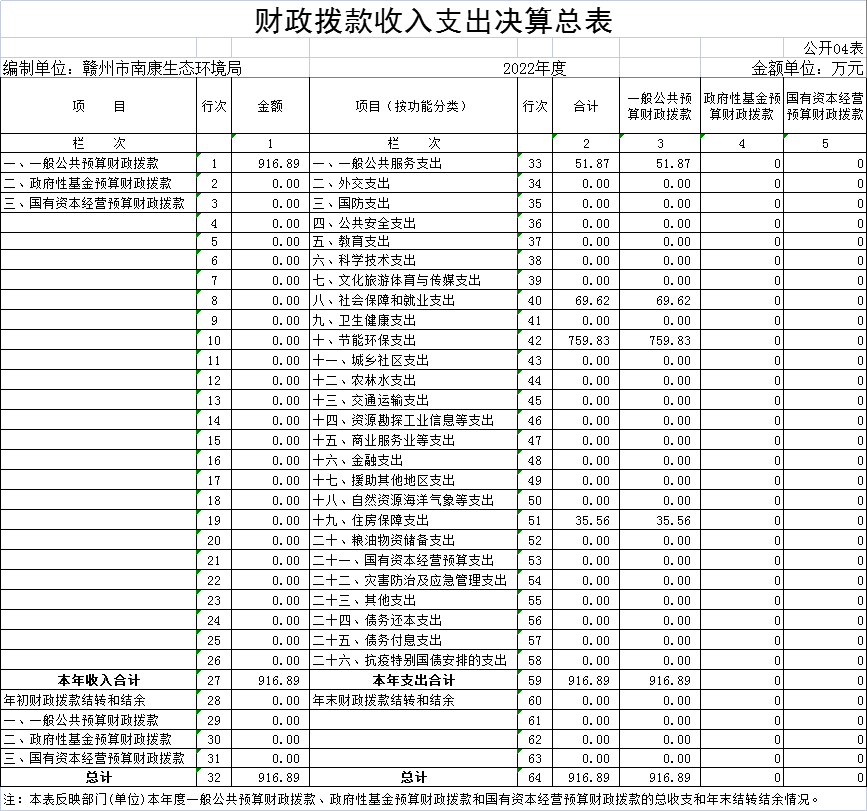 财政拨款收入支出决算总表
公开04表
编制单位：赣州市南康生态环境局 2022年度 金额单位：万元
项 目 行次 金额 项目（按功能分类） 行次 合计 一般公共预算财政拨款 政府性基金预算财政拨款 国有资本经营预算财政拨款
栏 次 1 栏 次 2 3 4 5
一、一般公共预算财政拨款 1 916.89 一、一般公共服务支出 33 51.87 51.87 0 0
二、政府性基金预算财政拨款 2 0.00 二、外交支出 34 0.00 0.00 0 0
三、国有资本经营预算财政拨款 3 0.00 三、国防支出 35 0.00 0.00 0 0
4 0.00 四、公共安全支出 36 0.00 0.00 0 0
5 0.00 五、教育支出 37 0.00 0.00 0 0
6 0.00 六、科学技术支出 38 0.00 0.00 0 0
7 0.00 七、文化旅游体育与传媒支出 39 0.00 0.00 0 0
8 0.00 八、社会保障和就业支出 40 69.62 69.62 0 0
9 0.00 九、卫生健康支出 41 0.00 0.00 0 0
10 0.00 十、节能环保支出 42 759.83 759.83 0 0
11 0.00 十一、城乡社区支出 43 0.00 0.00 0 0
12 0.00 十二、农林水支出 44 0.00 0.00 0 0
13 0.00 十三、交通运输支出 45 0.00 0.00 0 0
14 0.00 十四、资源勘探工业信息等支出 46 0.00 0.00 0 0
15 0.00 十五、商业服务业等支出 47 0.00 0.00 0 0
16 0.00 十六、金融支出 48 0.00 0.00 0 0
17 0.00 十七、援助其他地区支出 49 0.00 0.00 0 0
18 0.00 十八、自然资源海洋气象等支出 50 0.00 0.00 0 0
19 0.00 十九、住房保障支出 51 35.56 35.56 0 0
20 0.00 二十、粮油物资储备支出 52 0.00 0.00 0 0
21 0.00 二十一、国有资本经营预算支出 53 0.00 0.00 0 0
22 0.00 二十二、灾害防治及应急管理支出 54 0.00 0.00 0 0
23 0.00 二十三、其他支出 55 0.00 0.00 0 0
24 0.00 二十四、债务还本支出 56 0.00 0.00 0 0
25 0.00 二十五、债务付息支出 57 0.00 0.00 0 0
26 0.00 二十六、抗疫特别国债安排的支出 58 0.00 0.00 0 0
本年收入合计 27 916.89 本年支出合计 59 916.89 916.89 0 0
年初财政拨款结转和结余 28 0.00 年末财政拨款结转和结余 60 0.00 0.00 0 0
一、一般公共预算财政拨款 29 0.00 61 0.00 0.00 0 0
二、政府性基金预算财政拨款 30 0.00 62 0.00 0.00 0 0
三、国有资本经营预算财政拨款 31 0.00 63 0.00 0.00 0 0
总计 32 916.89 总计 64 916.89 916.89 0 0
注：本表反映部门(单位)本年度一般公共预算财政拨款、政府性基金预算财政拨款和国有资本经营预算财政拨款的总收支和年末结转结余情况。